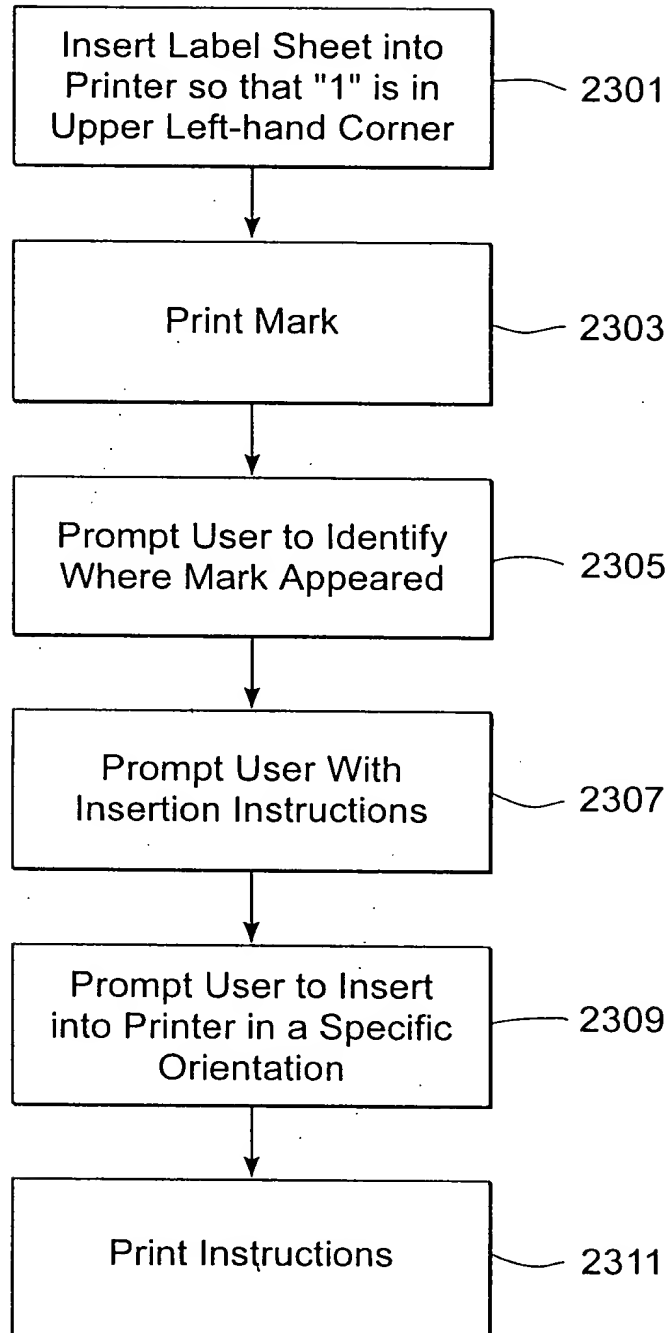 Insert Label Sheet into
Printer so that "1" is in
Upper Left-hand Corner
2301
Print Mark
2303
Prompt User to Identify
Where Mark Appeared
2305
Prompt User With
Insertion Instructions
2307
Prompt User to Insert
into Printer in a Specific
Orientation
2309
Print Instructions
2311